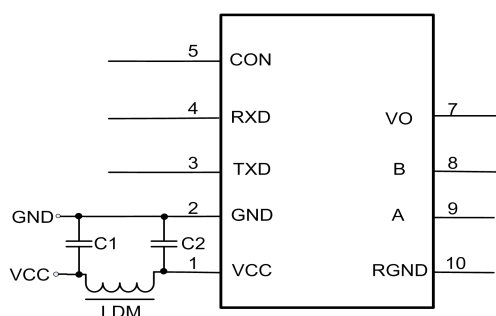 5 CON
4 RXD
VO 7
3 TXD
B 8
GND 2 GND
A 9
C1 C2
VCC 1 VCC
RGND 10
LDM